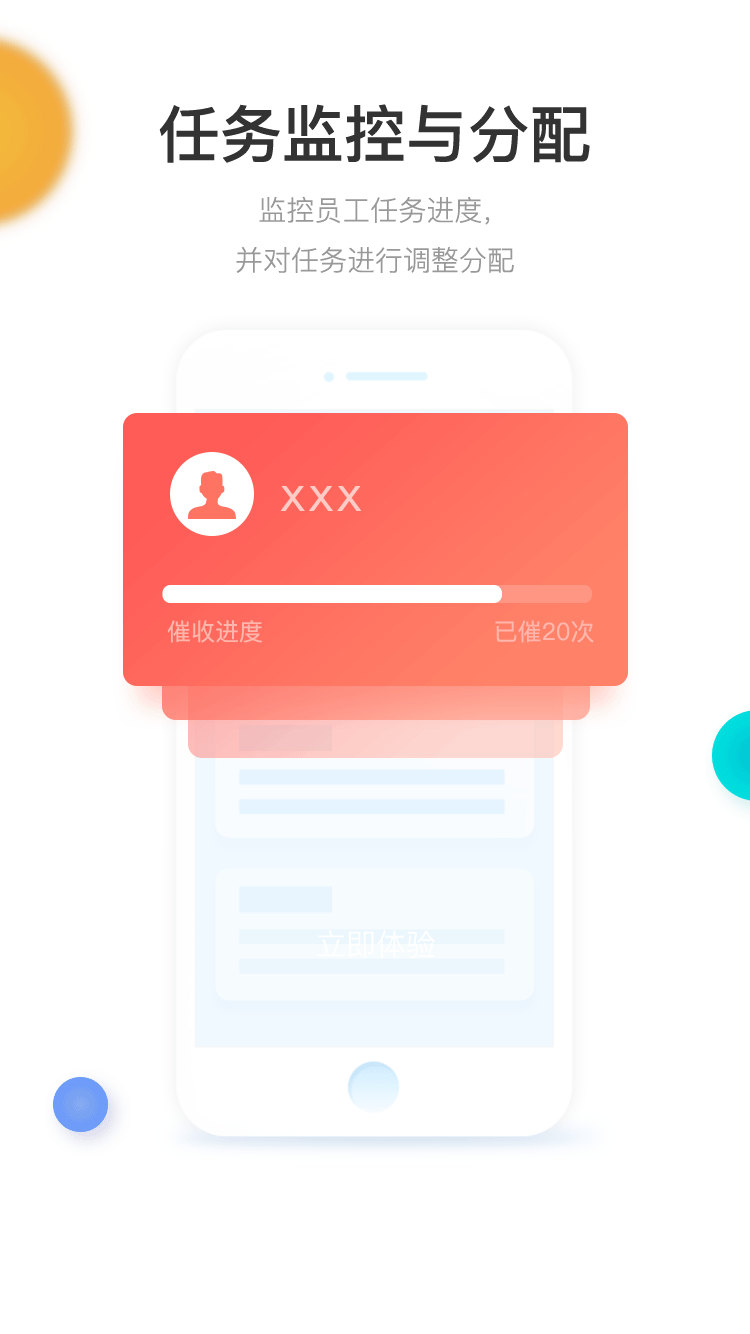 任务监控与分配
监控员工任务进度,
并对任务进行调整分配
xxx
催收进度 已催20次
立即体验